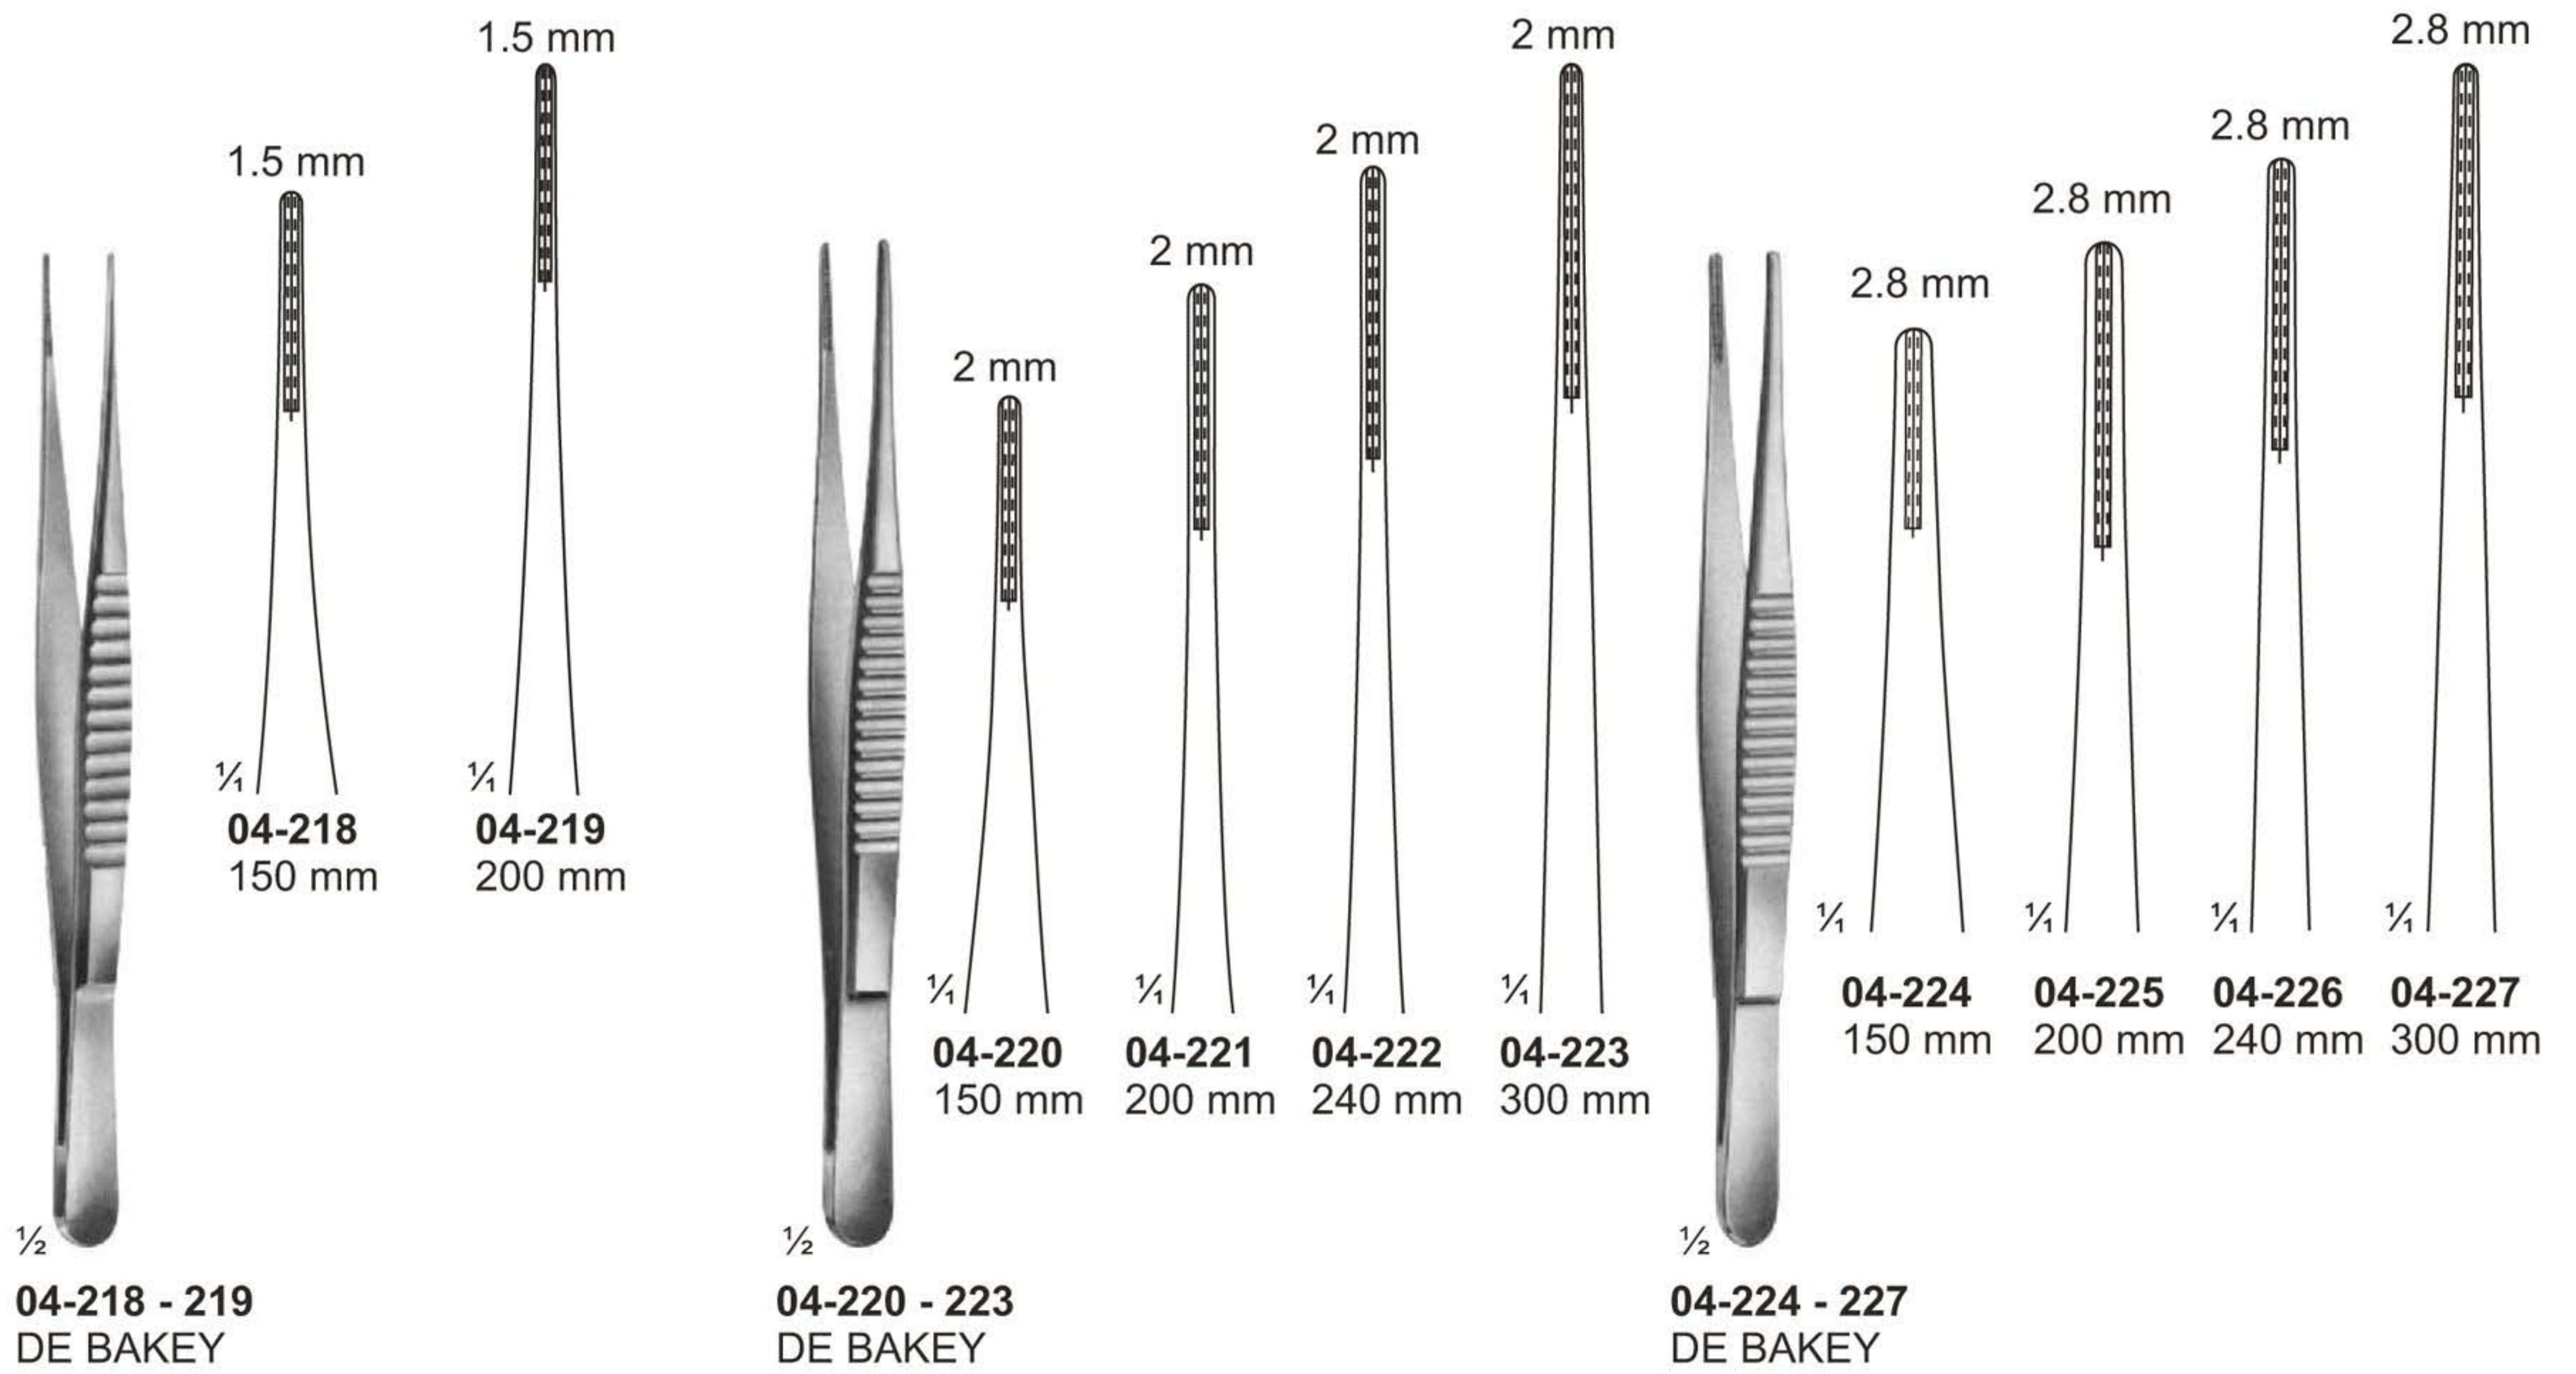 1.5 mm
1.5 mm
⅟₁
04-218
150 mm
⅟₁
04-219
200 mm
½
04-218 - 219
DE BAKEY
2 mm
2 mm
2 mm
2 mm
⅟₁
04-220
150 mm
⅟₁
04-221
200 mm
⅟₁
04-222
240 mm
⅟₁
04-223
300 mm
½
04-220 - 223
DE BAKEY
2.8 mm
2.8 mm
2.8 mm
2.8 mm
⅟₁
04-224
150 mm
⅟₁
04-225
200 mm
⅟₁
04-226
240 mm
⅟₁
04-227
300 mm
½
04-224 - 227
DE BAKEY